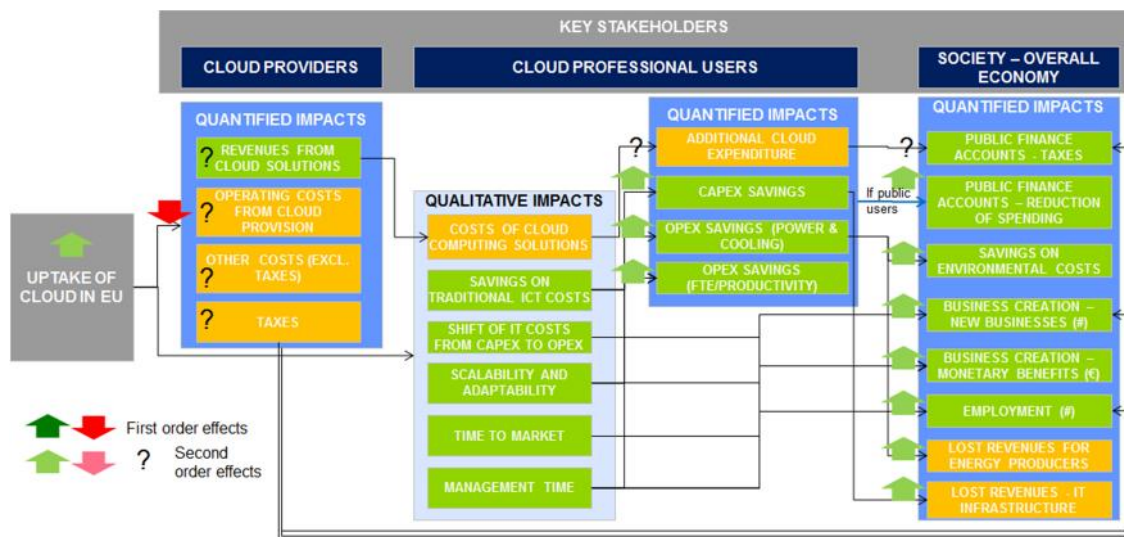 KEY STAKEHOLDERS
CLOUD PROVIDERS
CLOUD PROFESSIONAL USERS
SOCIETY – OVERALL
ECONOMY
QUANTIFIED IMPACTS
? REVENUES FROM
CLOUD SOLUTIONS
? OPERATING COSTS
FROM CLOUD
PROVISION
? OTHER COSTS (EXCL.
TAXES)
? TAXES
UPTAKE OF
CLOUD IN EU
QUALITATIVE IMPACTS
COSTS OF CLOUD
COMPUTING SOLUTIONS
SAVINGS ON
TRADITIONAL ICT COSTS
SHIFT OF IT COSTS
FROM CAPEX TO OPEX
SCALABILITY AND
ADAPTABILITY
TIME TO MARKET
MANAGEMENT TIME
QUANTIFIED IMPACTS
? ADDITIONAL CLOUD
EXPENDITURE
CAPEX SAVINGS
OPEX SAVINGS (POWER &
COOLING)
OPEX SAVINGS
(FTE/PRODUCTIVITY)
If public
users
QUANTIFIED IMPACTS
? PUBLIC FINANCE
ACCOUNTS - TAXES
PUBLIC FINANCE
ACCOUNTS – REDUCTION
OF SPENDING
SAVINGS ON
ENVIRONMENTAL COSTS
BUSINESS CREATION –
NEW BUSINESSES (#)
BUSINESS CREATION –
MONETARY BENEFITS (€)
EMPLOYMENT (#)
LOST REVENUES FOR
ENERGY PRODUCERS
LOST REVENUES - IT
INFRASTRUCTURE
First order effects
? Second
order effects